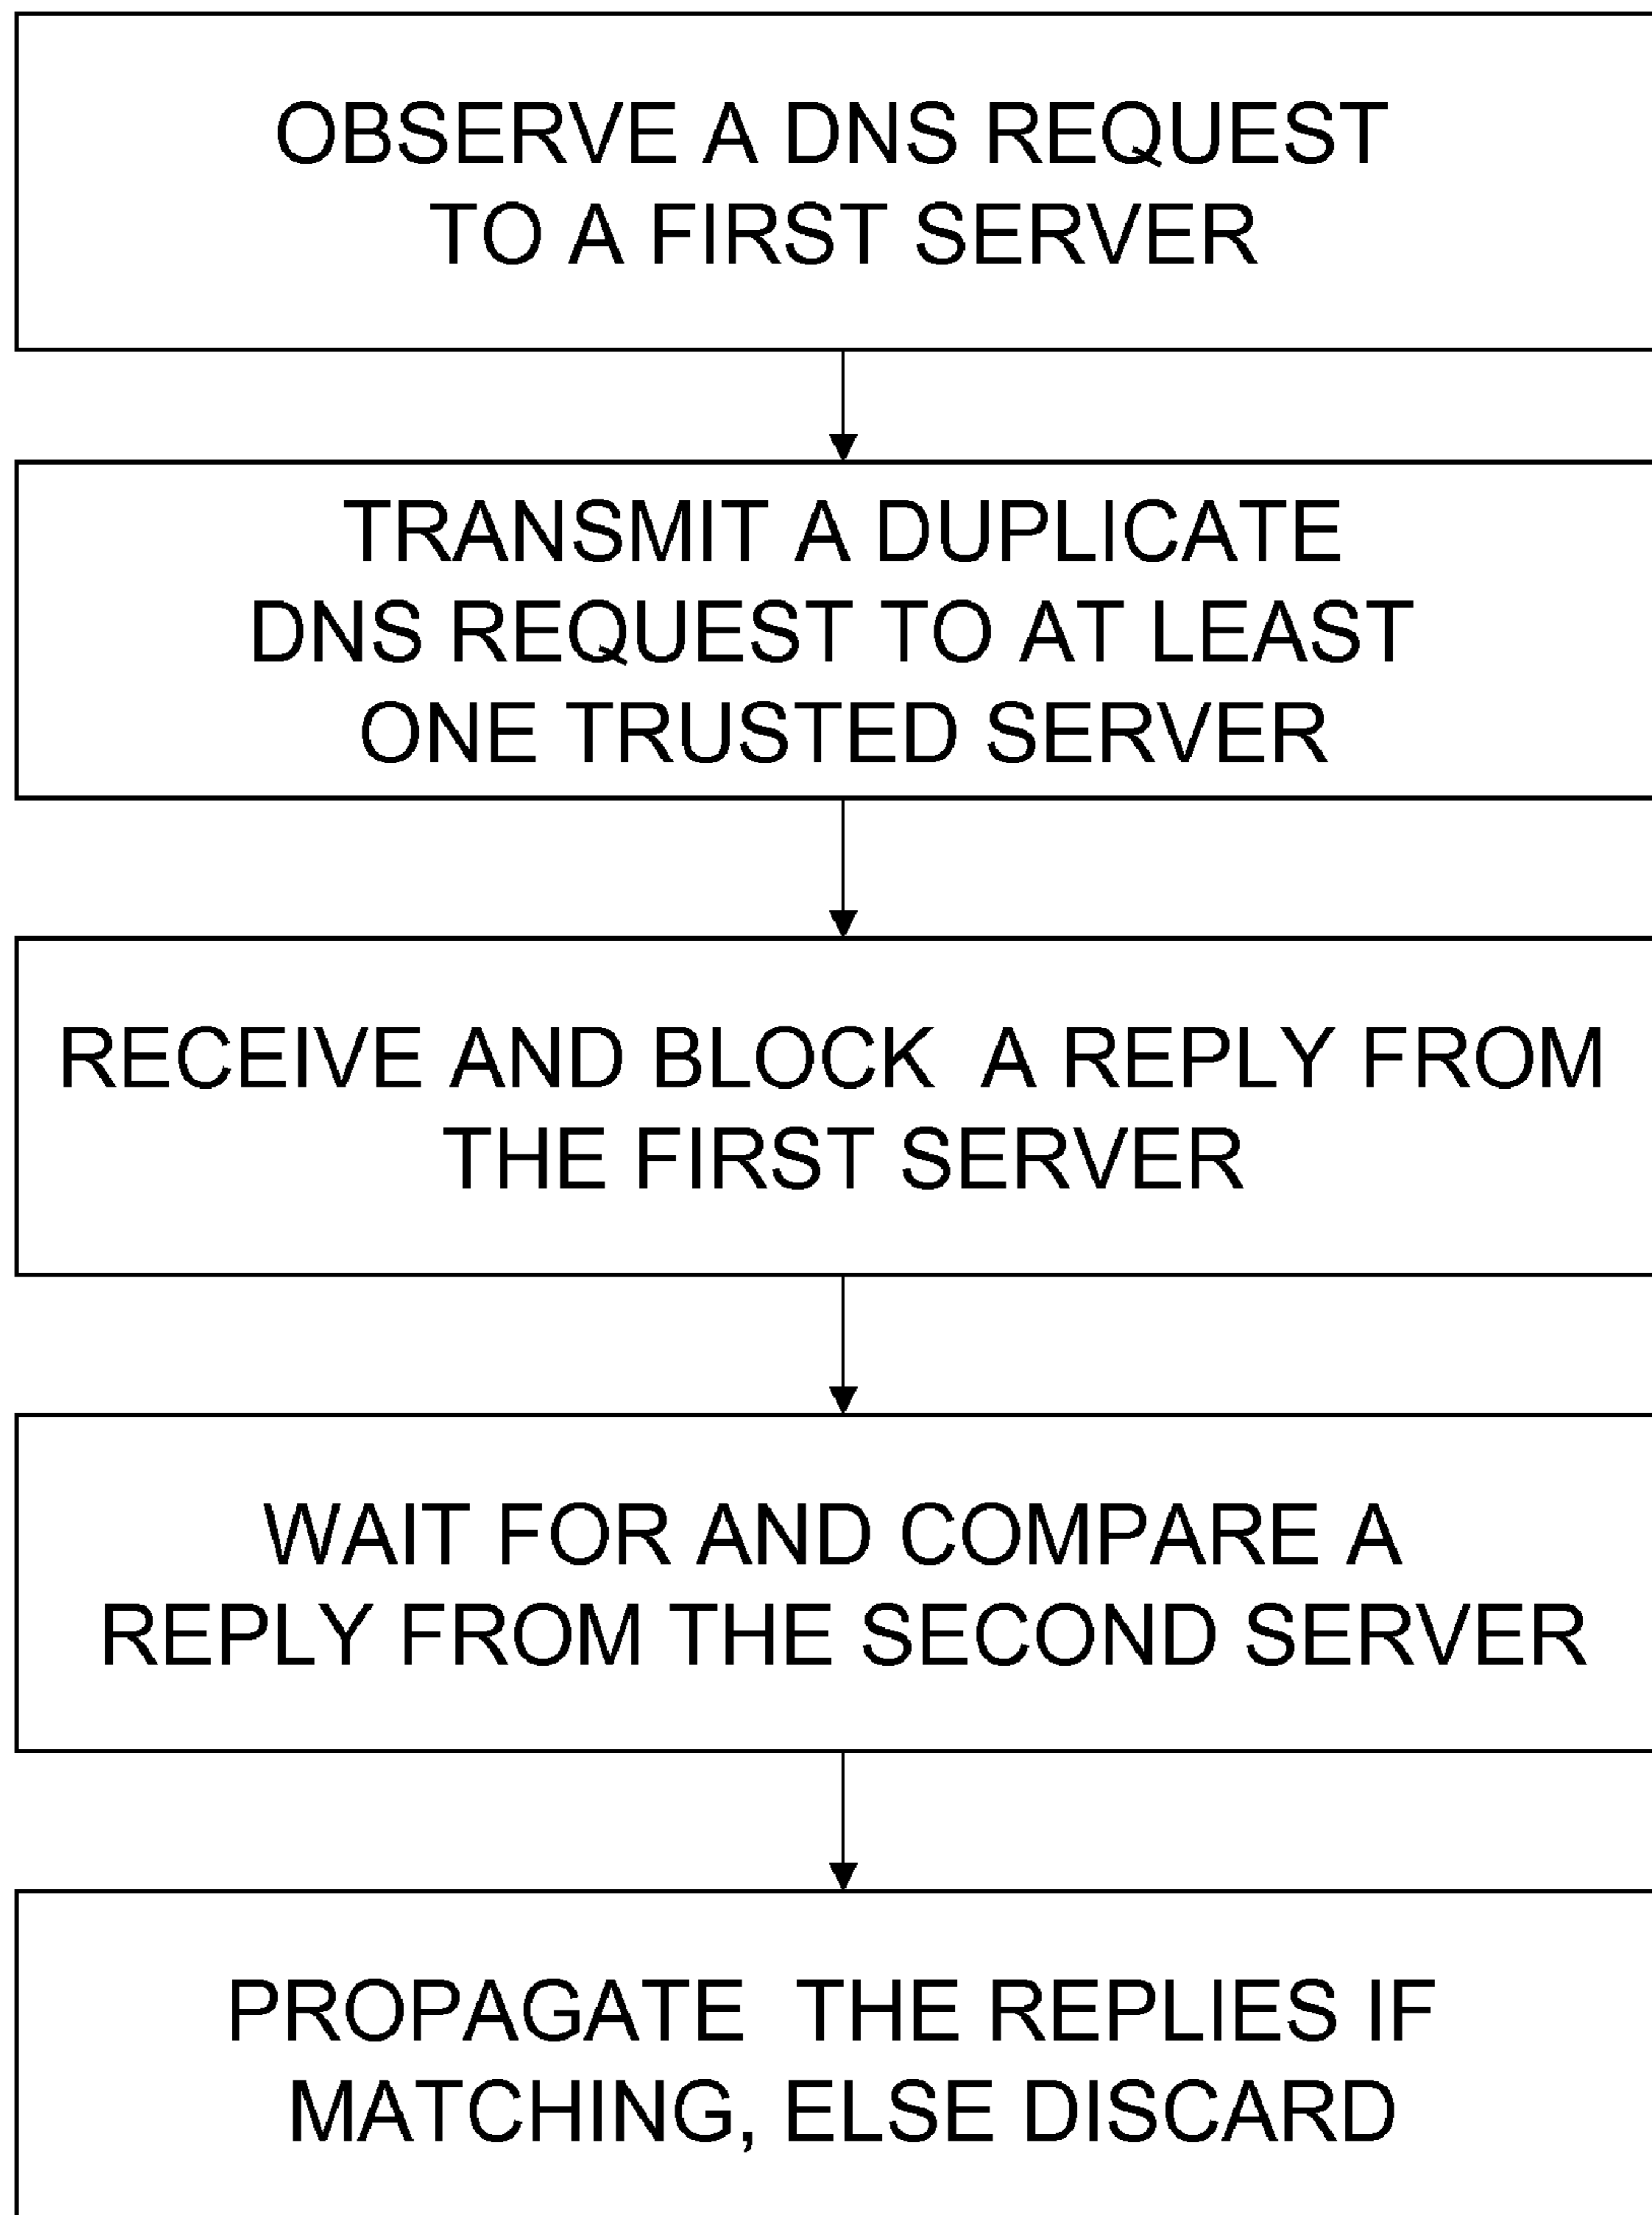 OBSERVE A DNS REQUEST
TO A FIRST SERVER
TRANSMIT A DUPLICATE
DNS REQUEST TO AT LEAST
ONE TRUSTED SERVER
RECEIVE AND BLOCK A REPLY FROM
THE FIRST SERVER
WAIT FOR AND COMPARE A
REPLY FROM THE SECOND SERVER
PROPAGATE THE REPLIES IF
MATCHING, ELSE DISCARD